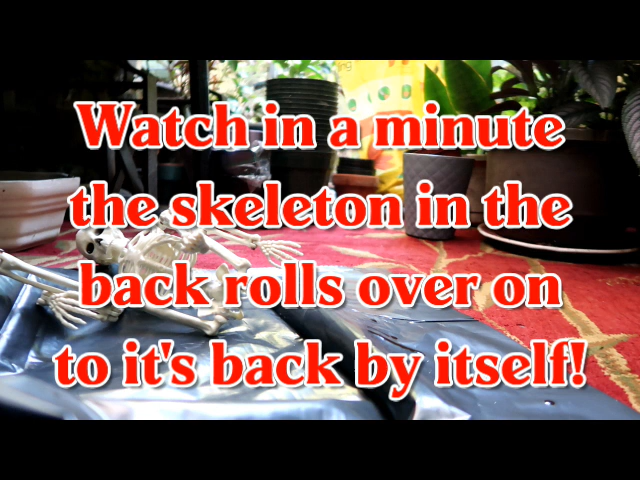 Watch in a minute
the skeleton in the
back rolls over on
to it's back by itself!